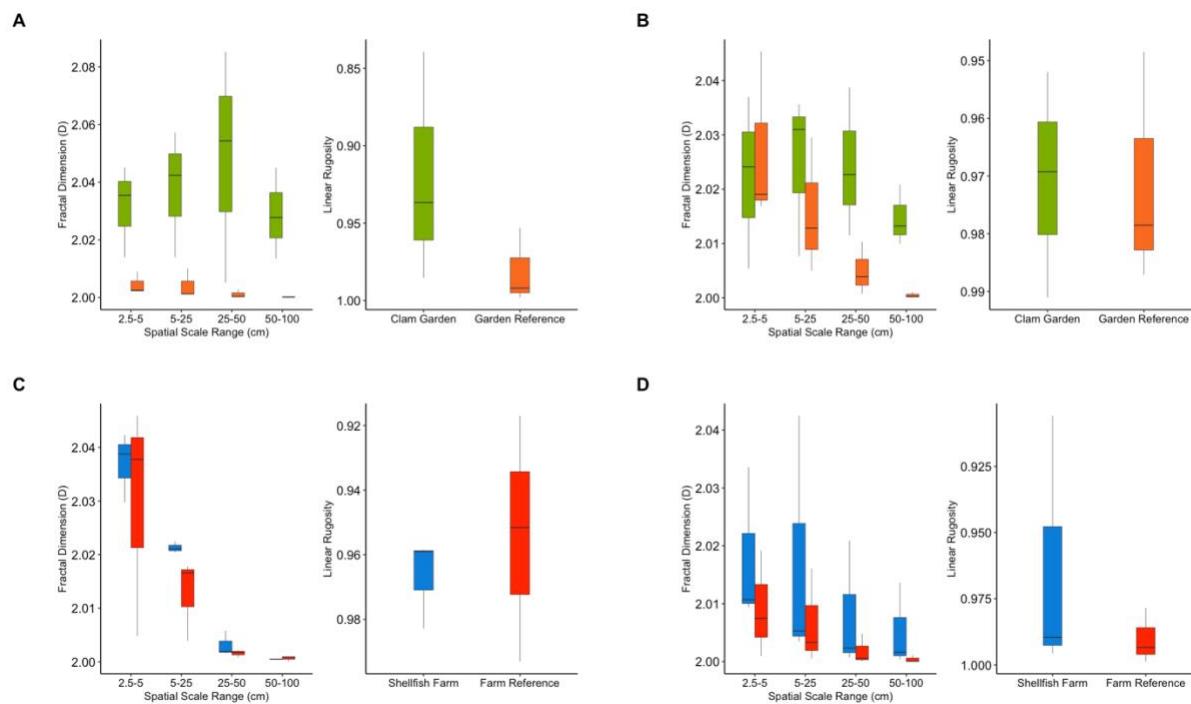 A
Fractal Dimension (D)
2.08
2.06
2.04
2.02
2.00
2.5-5
5-25
25-50
50-100
Spatial Scale Range (cm)
Linear Rugosity
0.85
0.90
0.95
1.00
Clam Garden
Garden Reference
B
Fractal Dimension (D)
2.04
2.03
2.02
2.01
2.00
2.5-5
5-25
25-50
50-100
Spatial Scale Range (cm)
Linear Rugosity
0.95
0.96
0.97
0.98
0.99
Clam Garden
Garden Reference
C
Fractal Dimension (D)
2.04
2.03
2.02
2.01
2.00
2.5-5
5-25
25-50
50-100
Spatial Scale Range (cm)
Linear Rugosity
0.92
0.94
0.96
0.98
Shellfish Farm
Farm Reference
D
Fractal Dimension (D)
2.04
2.03
2.02
2.01
2.00
2.5-5
5-25
25-50
50-100
Spatial Scale Range (cm)
Linear Rugosity
0.925
0.950
0.975
1.000
Shellfish Farm
Farm Reference